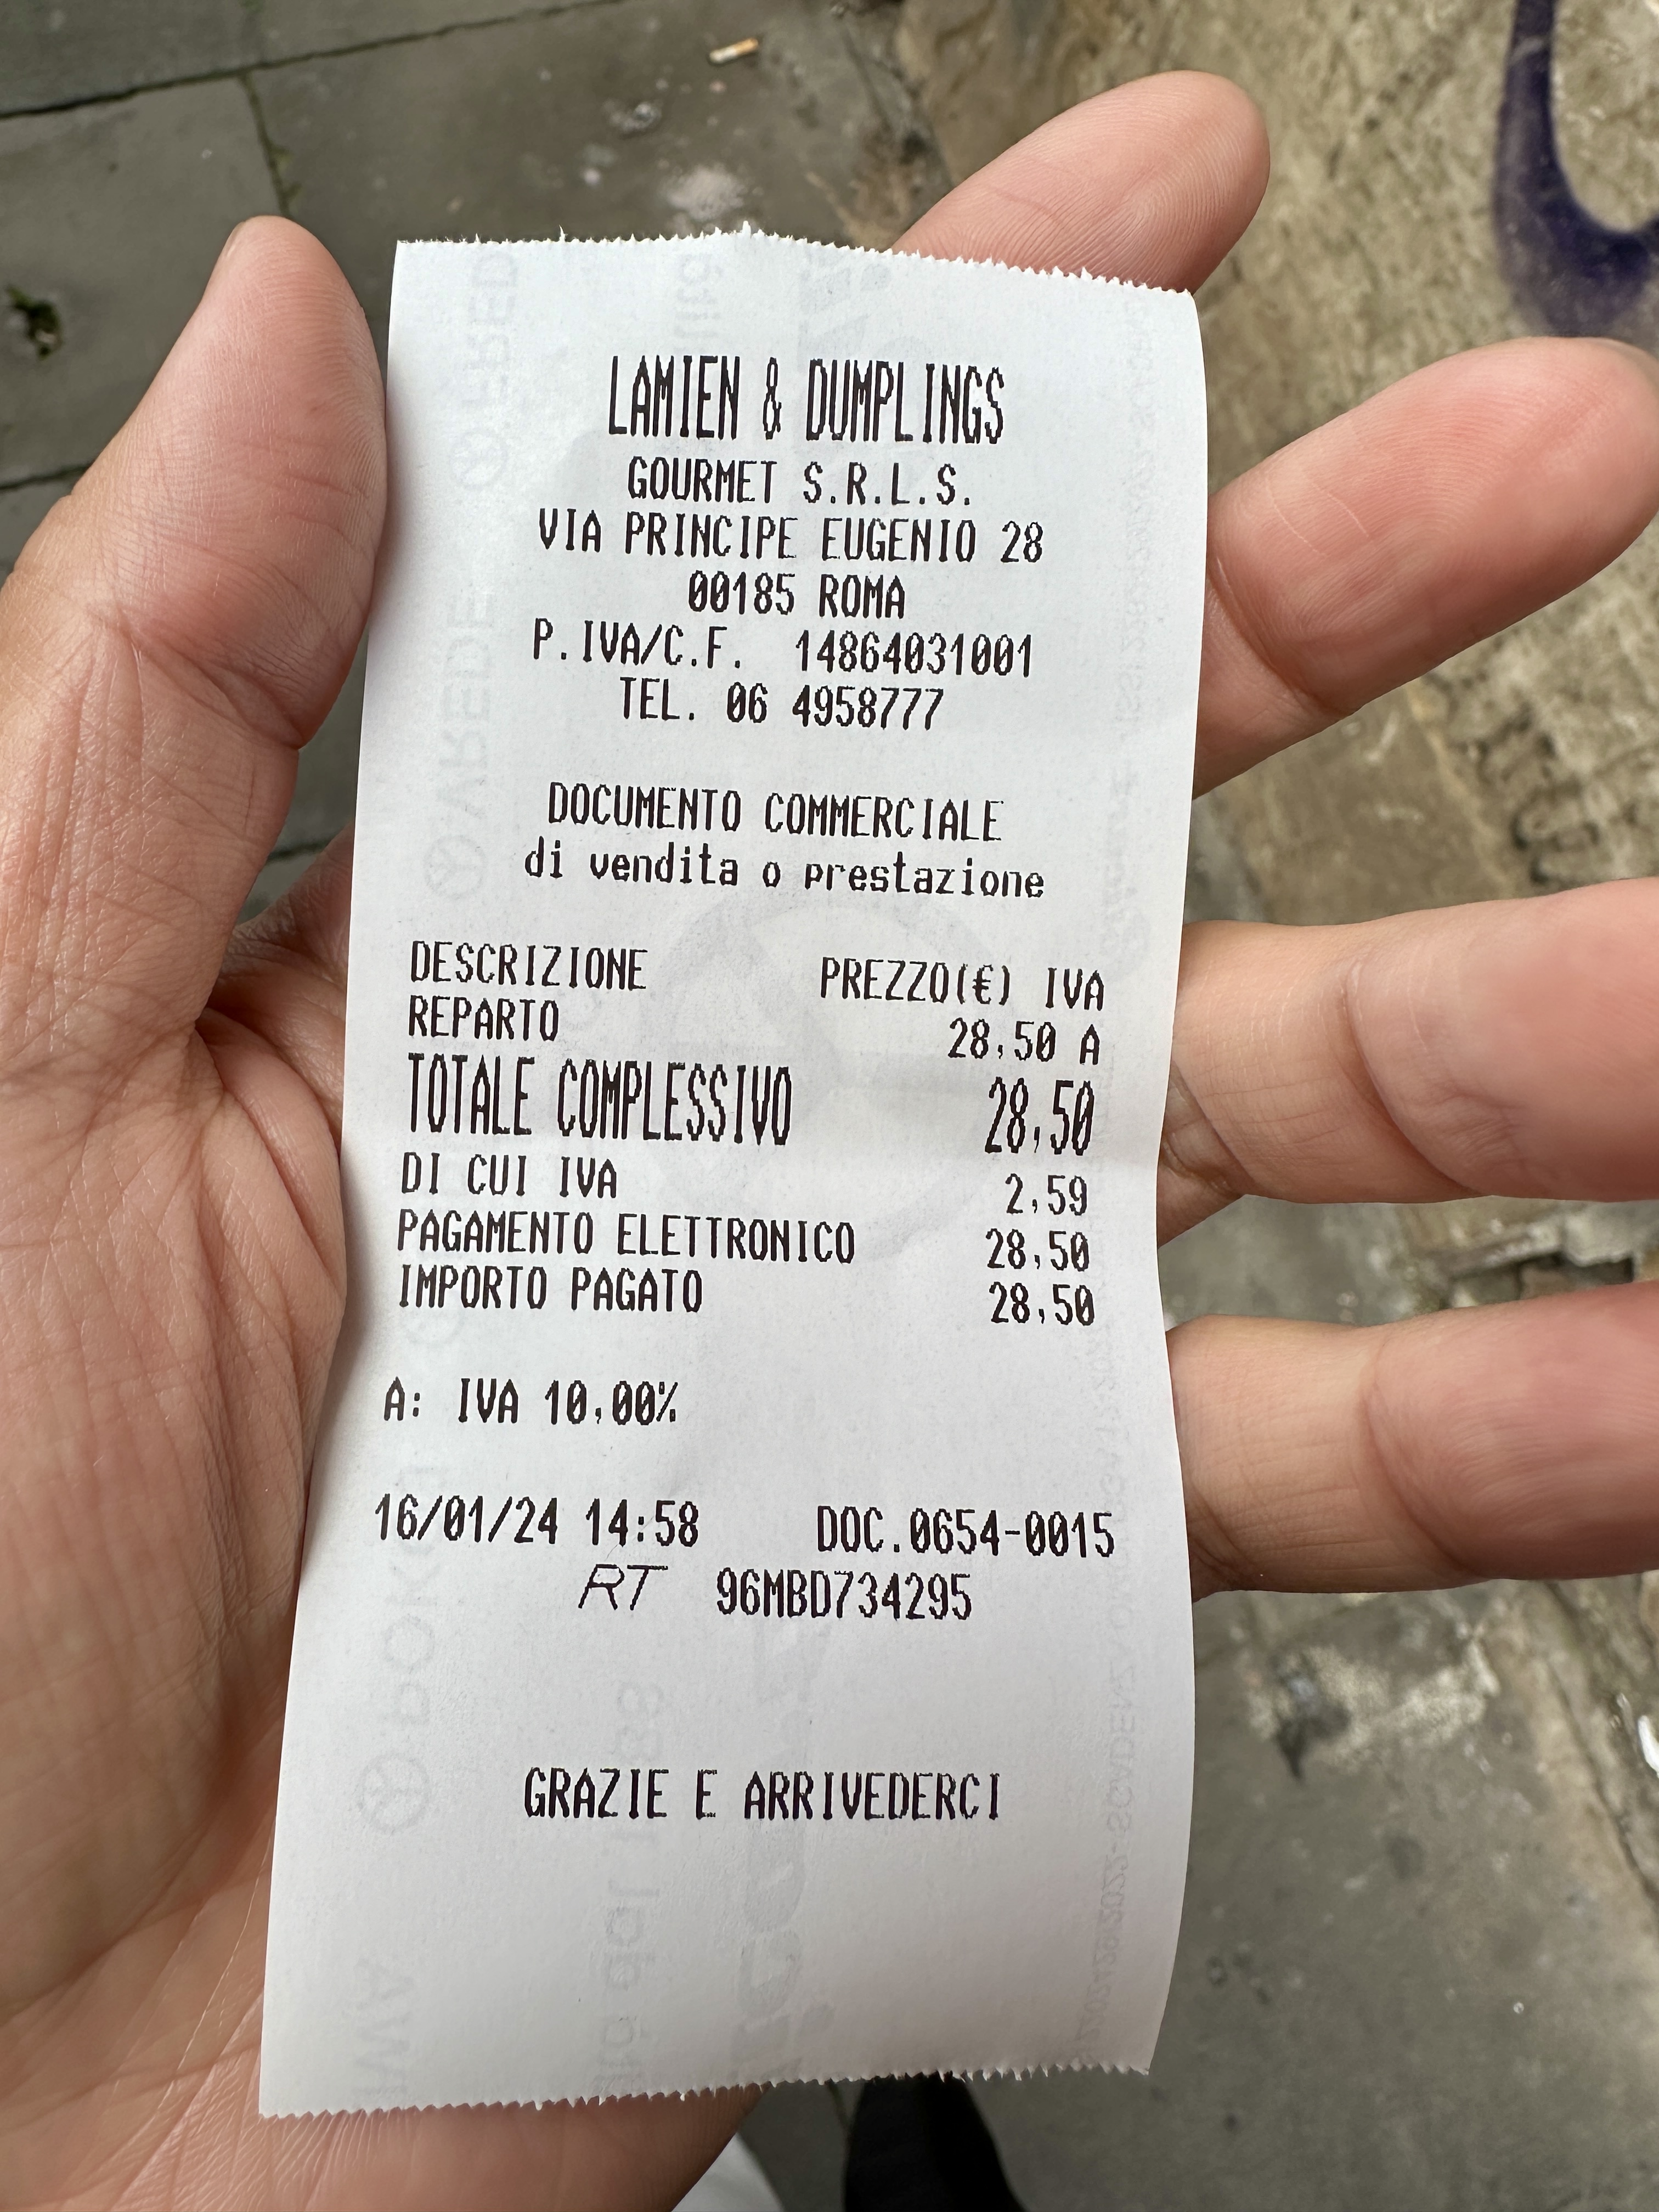 LAMIEN & DUMPLINGS
GOURMET S.R.L.S.
VIA PRINCIPE EUGENIO 28
00185 ROMA
P.IVA/C.F. 14864031001
TEL. 06 4958777
DOCUMENTO COMMERCIALE
di vendita o prestazione
DESCRIZIONE PREZZO(€) IVA
REPARTO 28,50 A
TOTALE COMPLESSIVO 28,50
DI CUI IVA 2,59
PAGAMENTO ELETTRONICO 28,50
IMPORTO PAGATO 28,50
A: IVA 10,00%
16/01/24 14:58 DOC.0654-0015
RT 96MBD734295
GRAZIE E ARRIVEDERCI